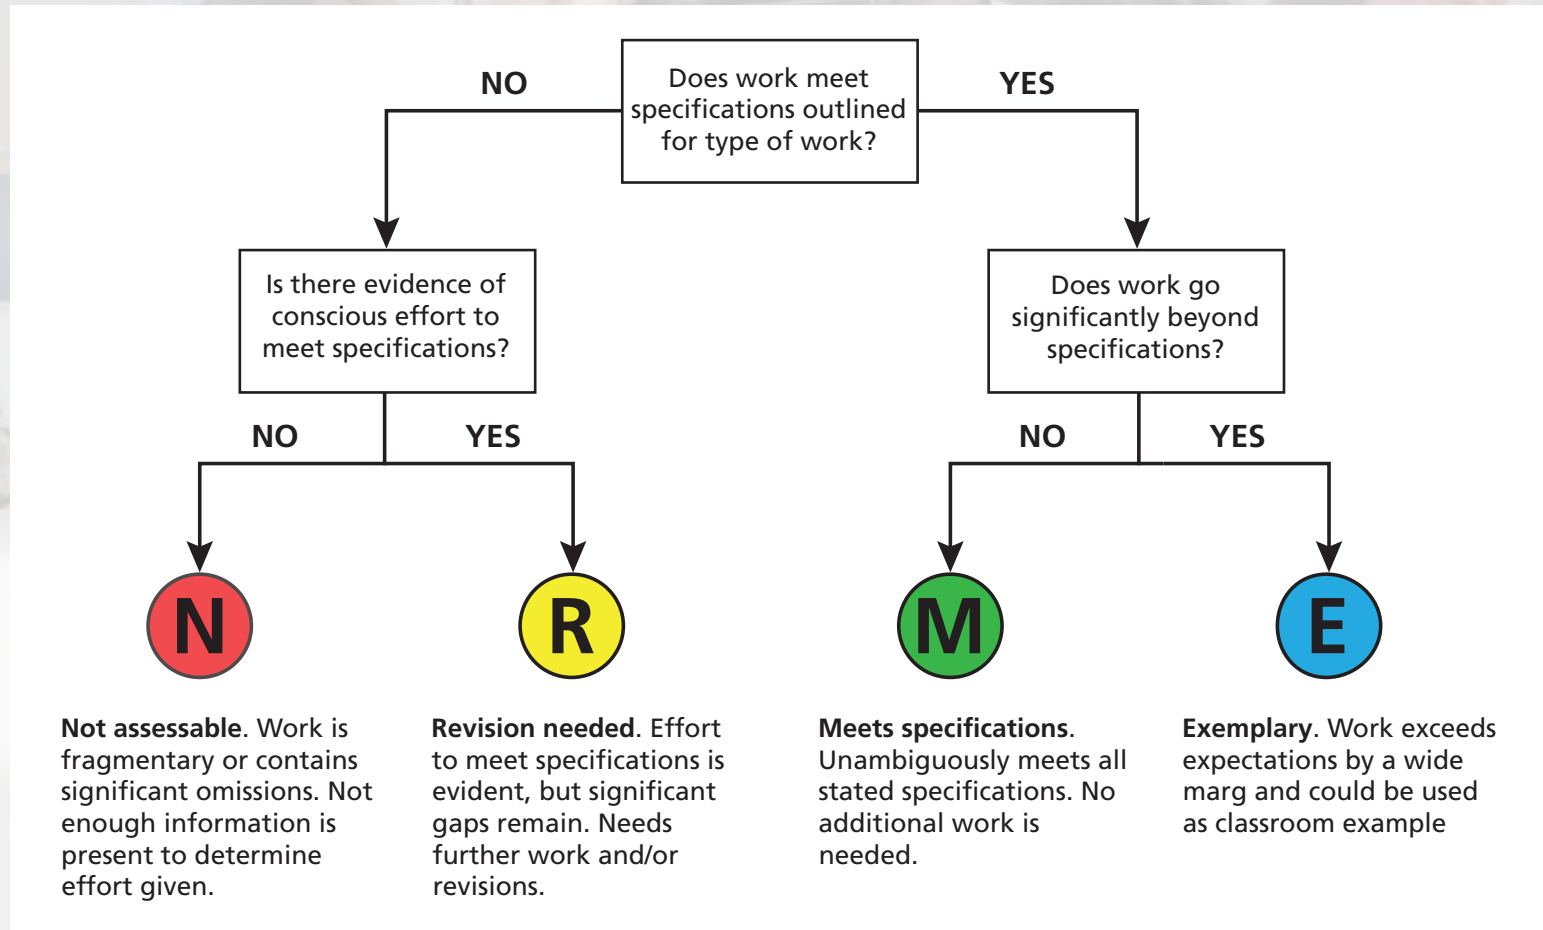 Does work meet
specifications outlined
for type of work?
NO
YES
Is there evidence of
conscious effort to
meet specifications?
Does work go
significantly beyond
specifications?
NO
YES
NO
YES
N
R
M
E
Not assessable. Work is
fragmentary or contains
significant omissions. Not
enough information is
present to determine
effort given.
Revision needed. Effort
to meet specifications is
evident, but significant
gaps remain. Needs
further work and/or
revisions.
Meets specifications.
Unambiguously meets all
stated specifications. No
additional work is
needed.
Exemplary. Work exceeds
expectations by a wide
marg and could be used
as classroom example